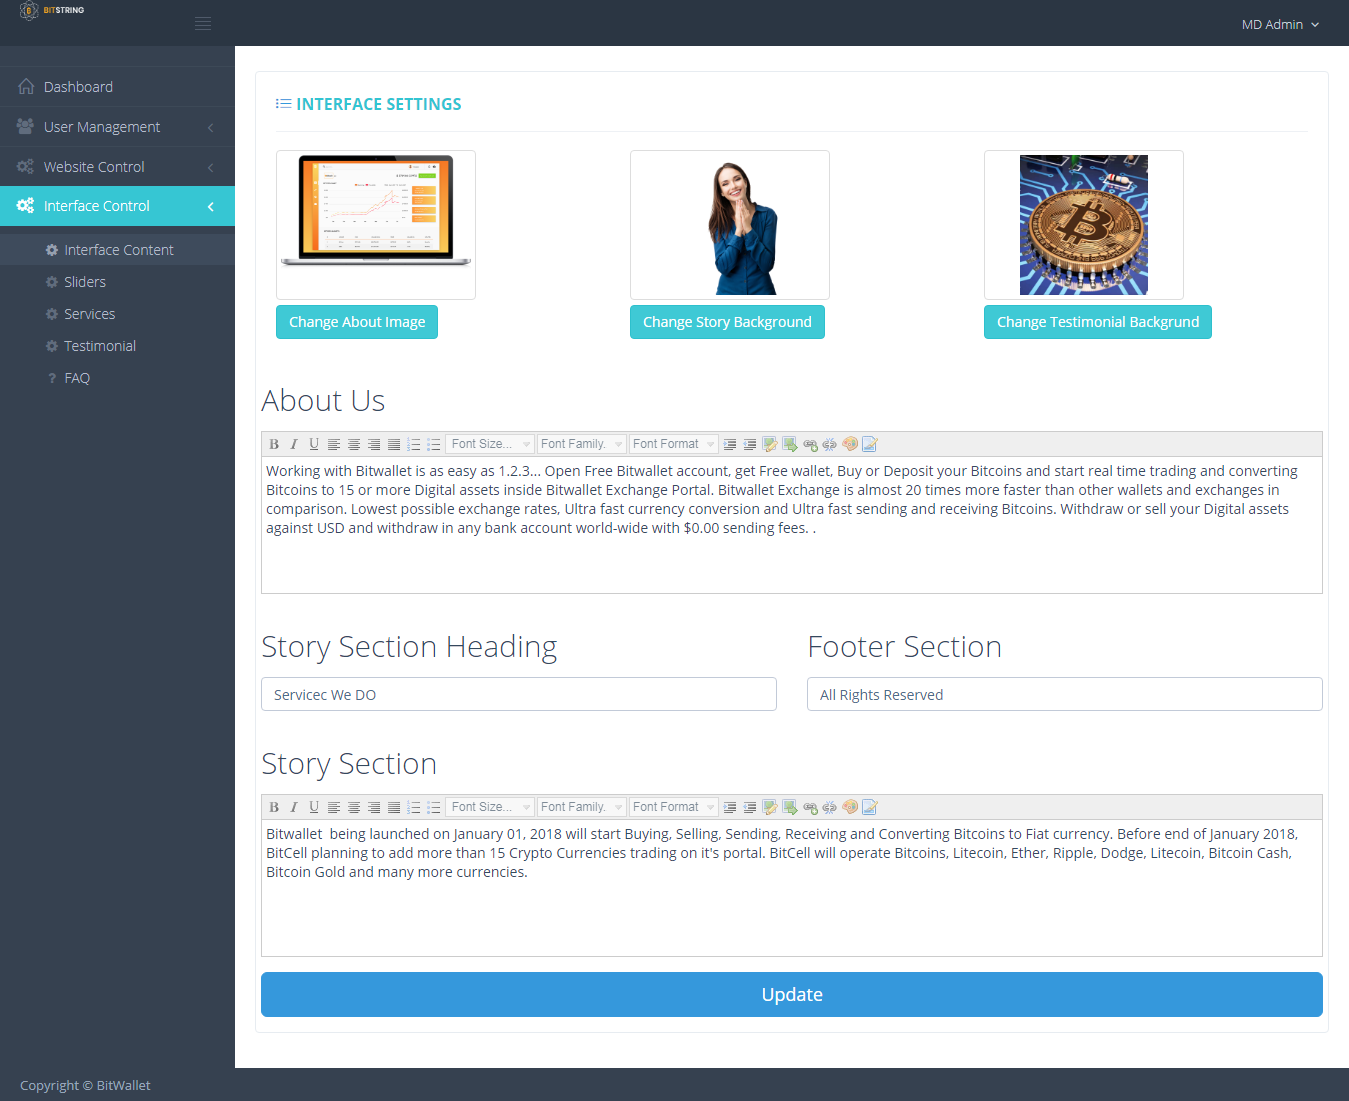 BITSTRING
MD Admin
Dashboard
User Management
Website Control
Interface Control
Interface Content
Sliders
Services
Testimonial
? FAQ
INTERFACE SETTINGS
Change About Image
Change Story Background
Change Testimonial Backgrund
About Us
B I U Font Size... Font Family. Font Format
Working with Bitwallet is as easy as 1.2.3... Open Free Bitwallet account, get Free wallet, Buy or Deposit your Bitcoins and start real time trading and converting
Bitcoins to 15 or more Digital assets inside Bitwallet Exchange Portal. Bitwallet Exchange is almost 20 times more faster than other wallets and exchanges in
comparison. Lowest possible exchange rates, Ultra fast currency conversion and Ultra fast sending and receiving Bitcoins. Withdraw or sell your Digital assets
against USD and withdraw in any bank account world-wide with $0.00 sending fees. .
Story Section Heading
Servicec We DO
Footer Section
All Rights Reserved
Story Section
B I U Font Size... Font Family. Font Format
Bitwallet  being launched on January 01, 2018 will start Buying, Selling, Sending, Receiving and Converting Bitcoins to Fiat currency. Before end of January 2018,
BitCell planning to add more than 15 Crypto Currencies trading on it's portal. BitCell will operate Bitcoins, Litecoin, Ether, Ripple, Dodge, Litecoin, Bitcoin Cash,
Bitcoin Gold and many more currencies.
Update
Copyright © BitWallet